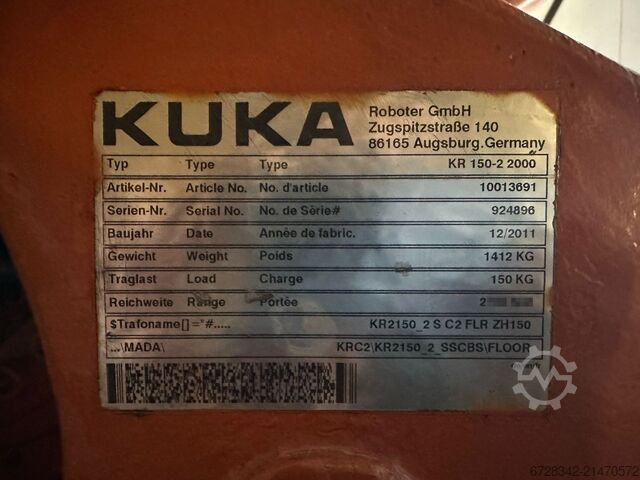 KUKA
Roboter GmbH
Zugspitzstraße 140
86165 Augsburg.Germany
Typ Type Type KR 150-2 2000
Artikel-Nr. Article No. No. d'article 10013691
Serien-Nr. Serial No. No. de Série# 924896
Baujahr Date Année de fabric. 12/2011
Gewicht Weight Poids 1412 KG
Traglast Load Charge 150 KG
Reichweite Range Portée 2
$Trafoname[]="#..... KR2150_2 S C2 FLR ZH150
...\MADA\ KRC2\KR2150_2_SSCBS\FLOOR
6728342-21470572